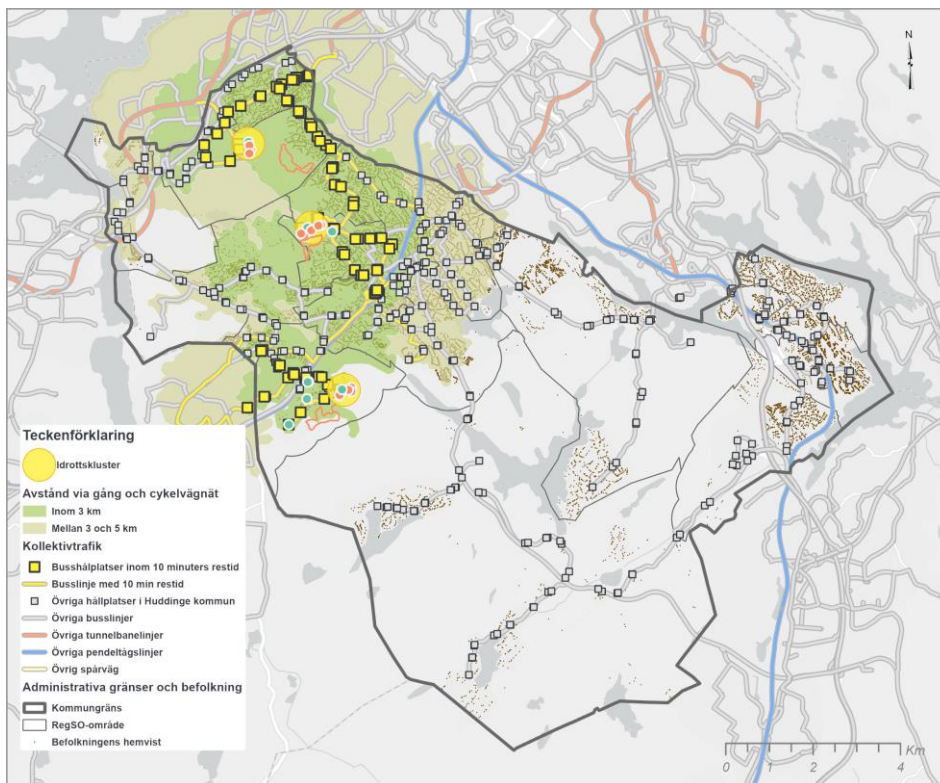 N
Teckenförklaring
Idrottskluster
Avstånd via gång och cykelvägnät
Inom 3 km
Mellan 3 och 5 km
Kollektivtrafik
Busshålplatser inom 10 minuters restid
Busslinje med 10 min restid
Övriga hållplatser i Huddinge kommun
Övriga busslinjer
Övriga tunnelbanelinjer
Övriga pendeltågslinjer
Övrig spårväg
Administrativa gränser och befolkning
Kommungräns
RegSO-område
Befolkningens hemvist
Km
0 1 2 4